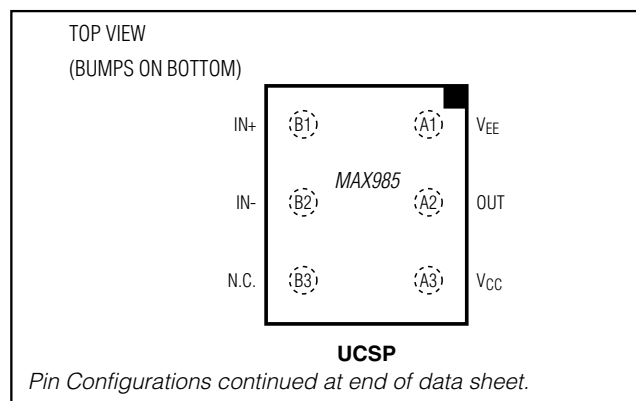 TOP VIEW
(BUMPS ON BOTTOM)
IN+ B1 A1 VEE
MAX985
IN- B2 A2 OUT
N.C. B3 A3 VCC
UCSP
Pin Configurations continued at end of data sheet.